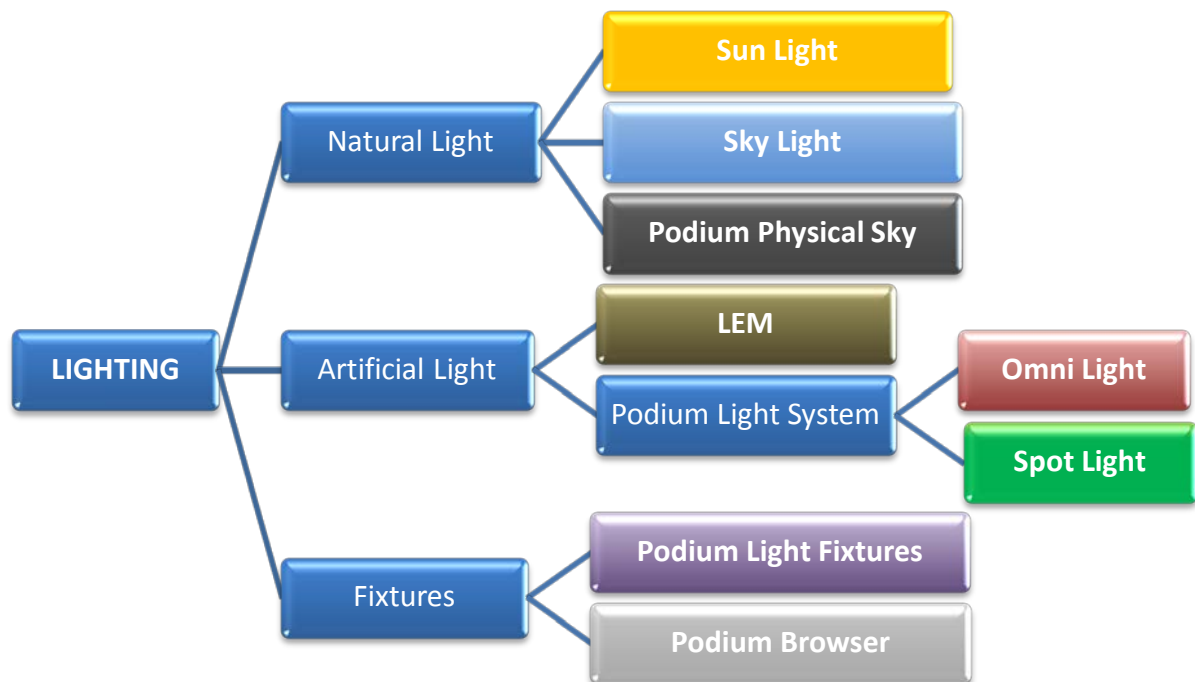 LIGHTING
Natural Light
Sun Light
Sky Light
Podium Physical Sky
Artificial Light
LEM
Podium Light System
Omni Light
Spot Light
Fixtures
Podium Light Fixtures
Podium Browser